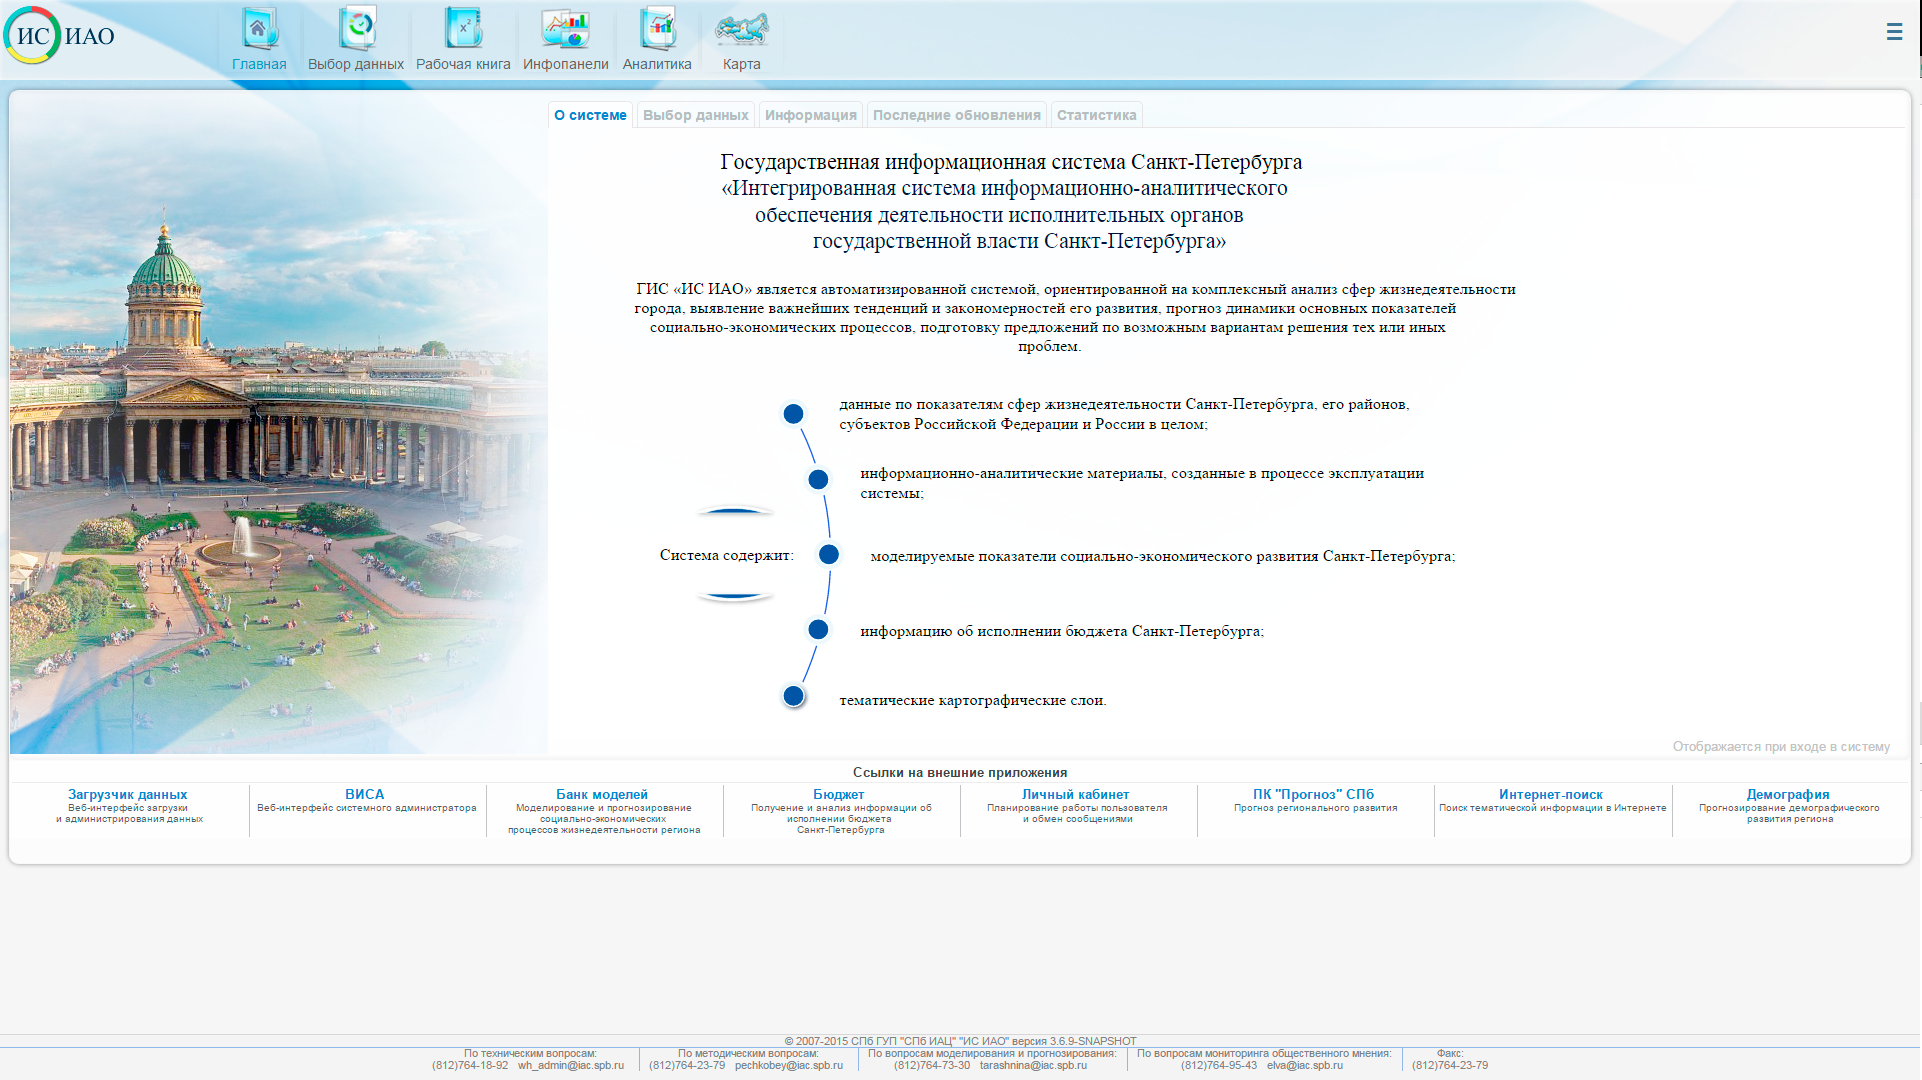 ИС ИАО
Главная
Выбор данных
Рабочая книга
Инфопанели
Аналитика
Карта
О системе
Выбор данных
Информация
Последние обновления
Статистика
Государственная информационная система Санкт-Петербурга
«Интегрированная система информационно-аналитического
обеспечения деятельности исполнительных органов
государственной власти Санкт-Петербурга»
ГИС «ИС ИАО» является автоматизированной системой, ориентированной на комплексный анализ сфер жизнедеятельности
города, выявление важнейших тенденций и закономерностей его развития, прогноз динамики основных показателей
социально-экономических процессов, подготовку предложений по возможным вариантам решения тех или иных
проблем.
данные по показателям сфер жизнедеятельности Санкт-Петербурга, его районов,
субъектов Российской Федерации и России в целом;
информационно-аналитические материалы, созданные в процессе эксплуатации
системы;
Система содержит:
моделируемые показатели социально-экономического развития Санкт-Петербурга;
информацию об исполнении бюджета Санкт-Петербурга;
тематические картографические слои.
Отображается при входе в систему
Ссылки на внешние приложения
Загрузчик данных
Веб-интерфейс загрузки
и администрирования данных
ВИСА
Веб-интерфейс системного администратора
Банк моделей
Моделирование и прогнозирование
социально-экономических
процессов жизнедеятельности региона
Бюджет
Получение и анализ информации об
исполнении бюджета
Санкт-Петербурга
Личный кабинет
Планирование работы пользователя
и обмен сообщениями
ПК "Прогноз" СПб
Прогноз регионального развития
Интернет-поиск
Поиск тематической информации в Интернете
Демография
Прогнозирование демографического
развития региона
© 2007-2015 СПб ГУП "СПб ИАЦ" "ИС ИАО" версия 3.6.9-SNAPSHOT
По техническим вопросам:
(812)764-18-92 wh_admin@iac.spb.ru
По методическим вопросам:
(812)764-23-79 pechkobey@iac.spb.ru
По вопросам моделирования и прогнозирования:
(812)764-73-30 tarashnina@iac.spb.ru
По вопросам мониторинга общественного мнения:
(812)764-95-43 elva@iac.spb.ru
Факс:
(812)764-23-79